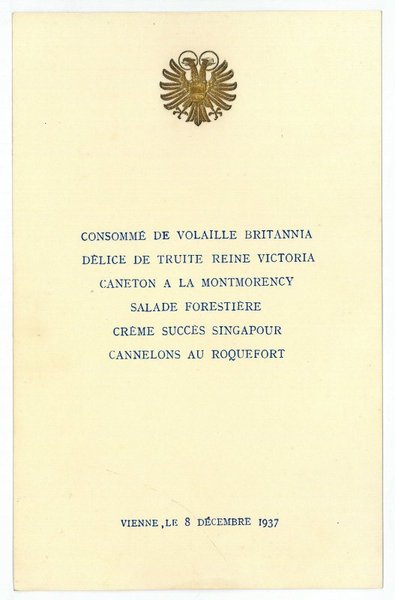 CONSOMMÉ DE VOLAILLE BRITANNIA
DÉLICE DE TRUITE REINE VICTORIA
CANETON A LA MONTMORENCY
SALADE FORESTIÈRE
CRÈME SUCCÈS SINGAPOUR
CANNELONS AU ROQUEFORT
VIENNE, LE 8 DÉCEMBRE 1937